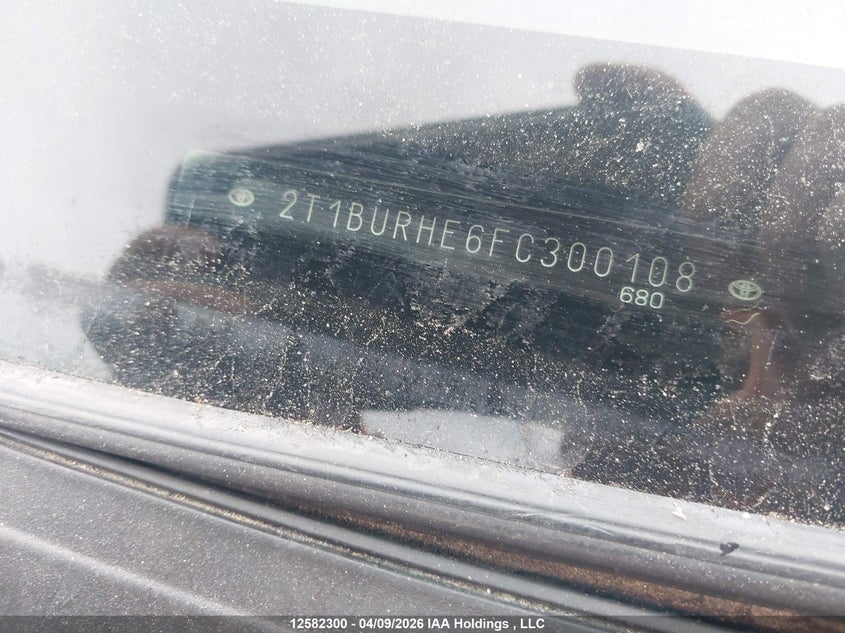 2T1BURHE6FC300108
680
12582300 - 04/09/2026 IAA Holdings , LLC